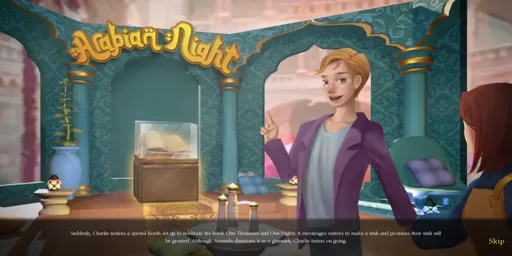 Arabian Night
Suddenly, Charlie notices a special booth set up to celebrate the book One Thousand and One Nights. It encourages visitors to make a wish and promises their wish will
be granted. Although Amanda dismisses it as a gimmick, Charlie insists on going.
Skip